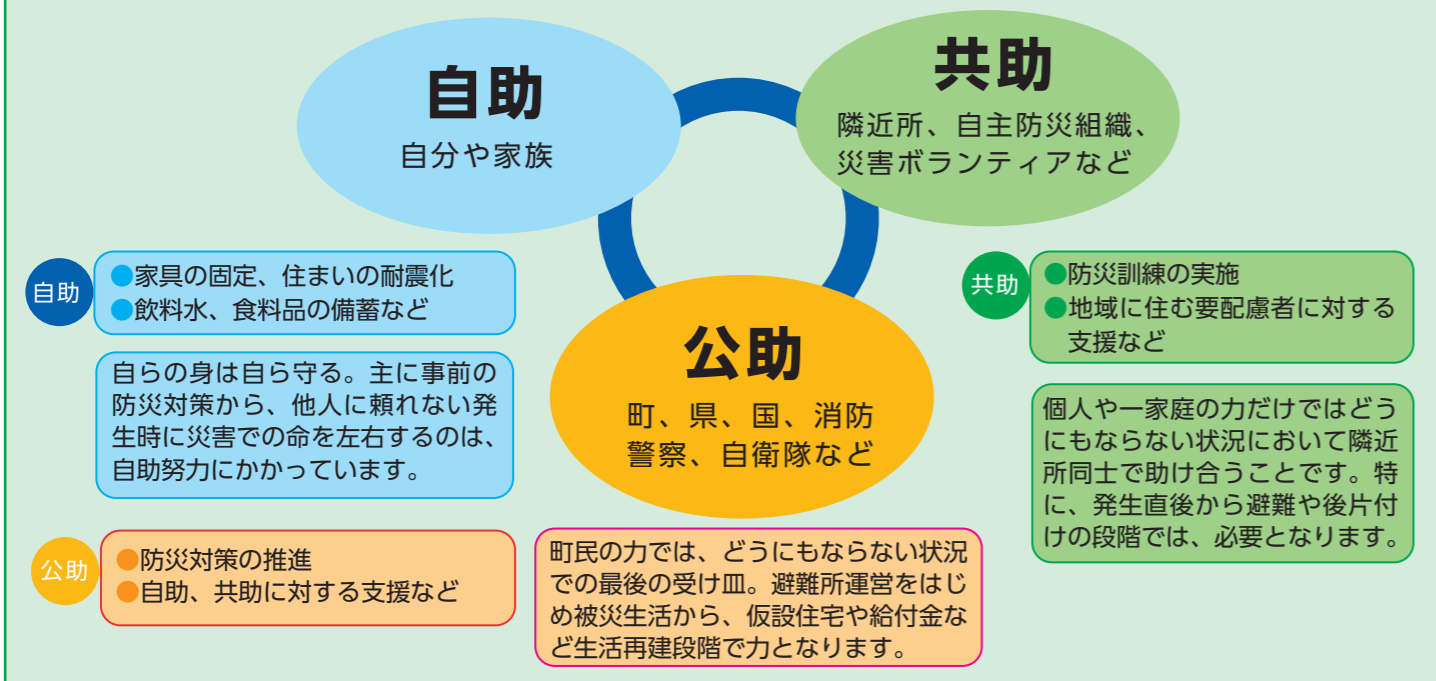 自助
自分や家族
共助
隣近所、自主防災組織、
災害ボランティアなど
公助
町、県、国、消防
警察、自衛隊など
自助
●家具の固定、住まいの耐震化
●飲料水、食料品の備蓄など
自らの身は自ら守る。主に事前の
防災対策から、他人に頼れない発
生時に災害での命を左右するのは、
自助努力にかかっています。
共助
●防災訓練の実施
●地域に住む要配慮者に対する
支援など
個人や一家庭の力だけではどう
にもならない状況において隣近
所同士で助け合うことです。特
に、発生直後から避難や後片付
けの段階では、必要となります。
公助
●防災対策の推進
●自助、共助に対する支援など
町民の力では、どうにもならない状況
での最後の受け皿。避難所運営をはじ
め被災生活から、仮設住宅や給付金な
ど生活再建段階で力となります。